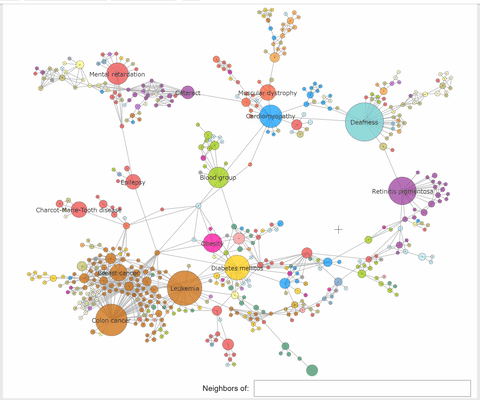 Mental retardation
Cataract
Muscular dystrophy
Cardiomyopathy
Deafness
Blood group
Epilepsy
Retinitis pigmentosa
Charcot-Marie-Tooth disease
Obesity
Diabetes mellitus
Breast cancer
Leukemia
Colon cancer
Neighbors of: